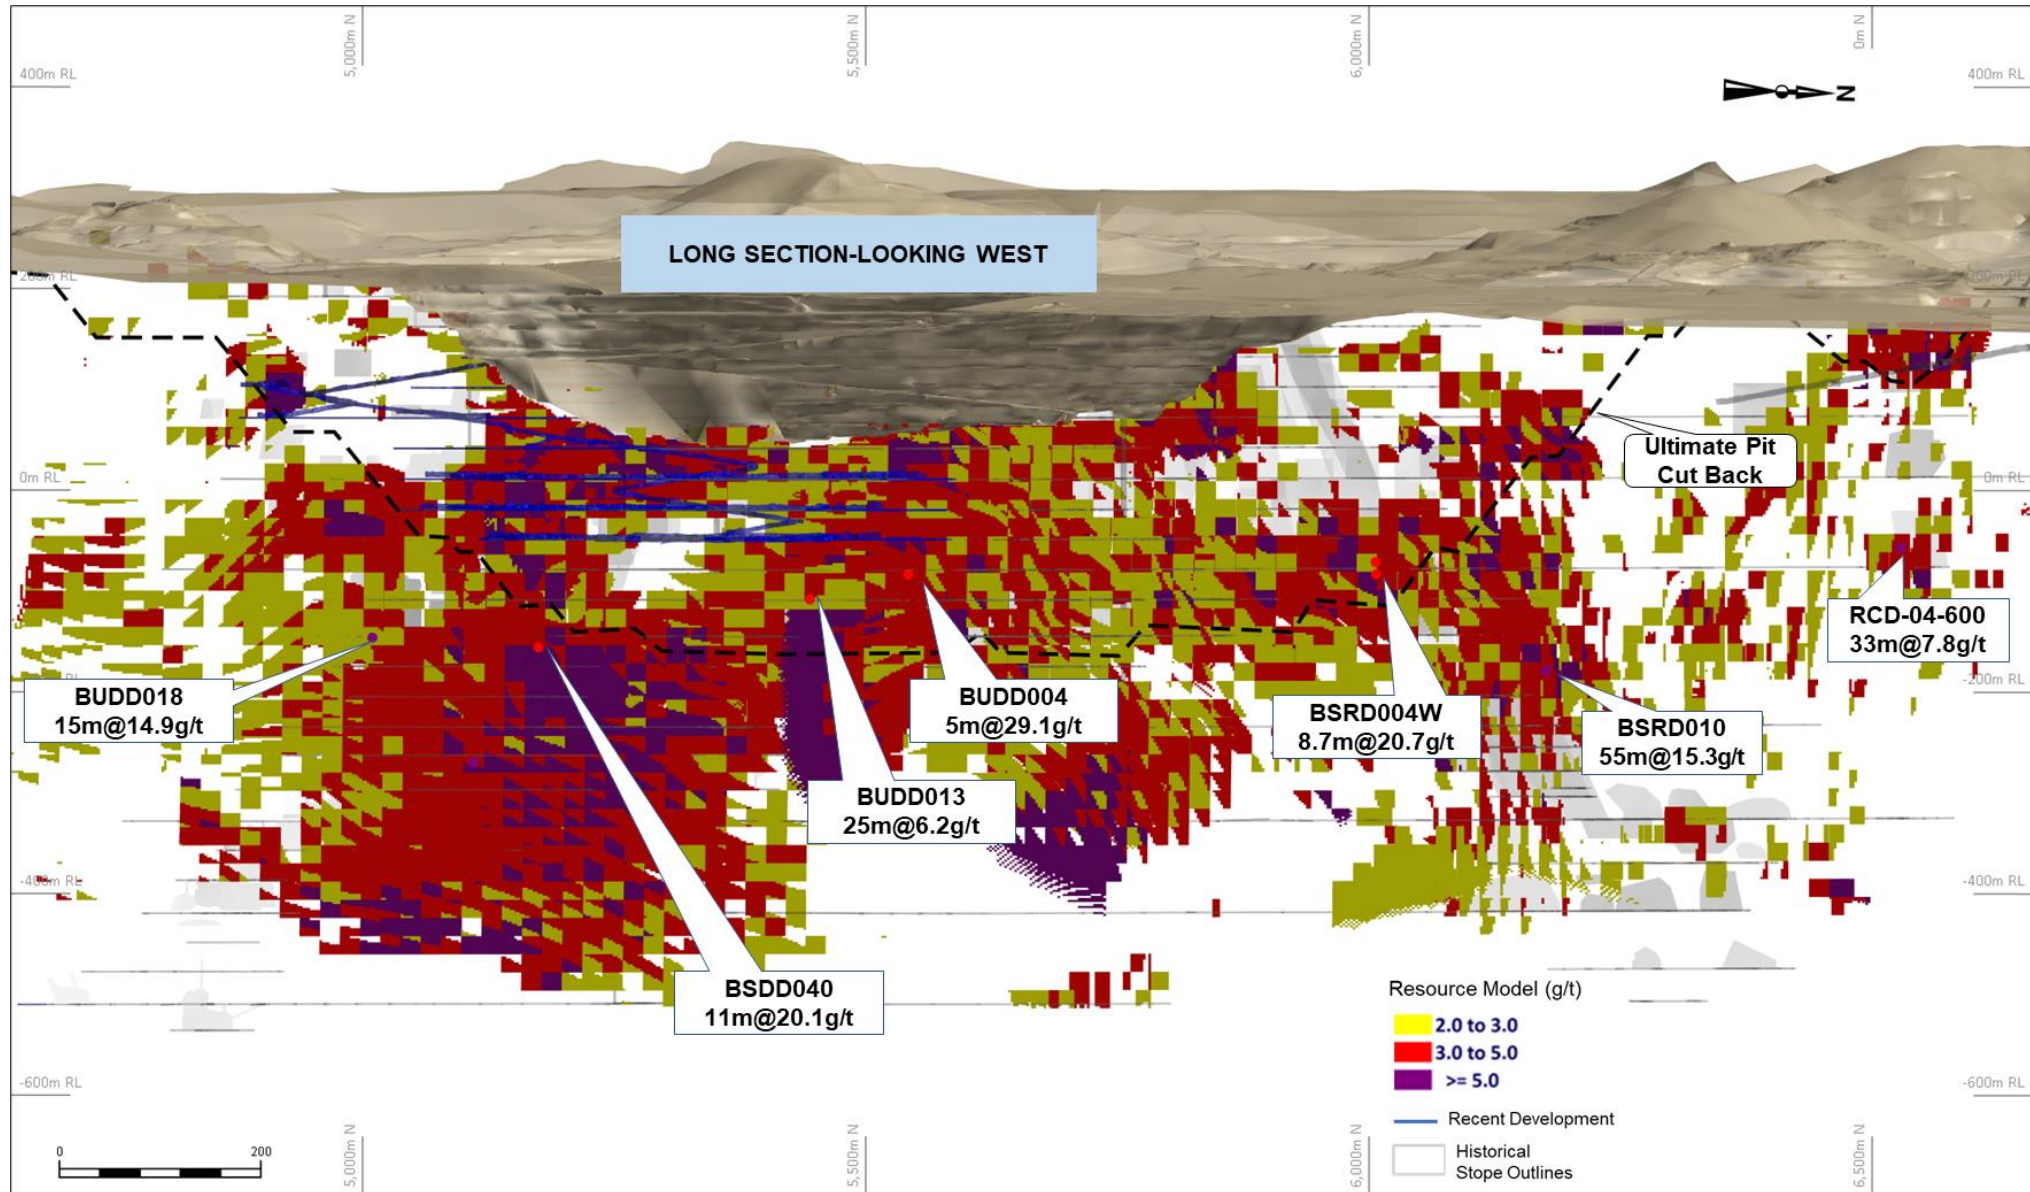 5,000m N
5,500m N
6,000m N
0m N
400m RL
400m RL
N
LONG SECTION-LOOKING WEST
200m RL
200m RL
Ultimate Pit
Cut Back
0m RL
0m RL
RCD-04-600
33m@7.8g/t
BUDD018
15m@14.9g/t
BUDD004
5m@29.1g/t
BSRD004W
8.7m@20.7g/t
BSRD010
55m@15.3g/t
-200m RL
BUDD013
25m@6.2g/t
-400m RL
-400m RL
BSDD040
11m@20.1g/t
Resource Model (g/t)
2.0 to 3.0
3.0 to 5.0
>= 5.0
-600m RL
-600m RL
Recent Development
Historical
Stope Outlines
0
200
5,000m N
5,500m N
6,000m N
6,500m N